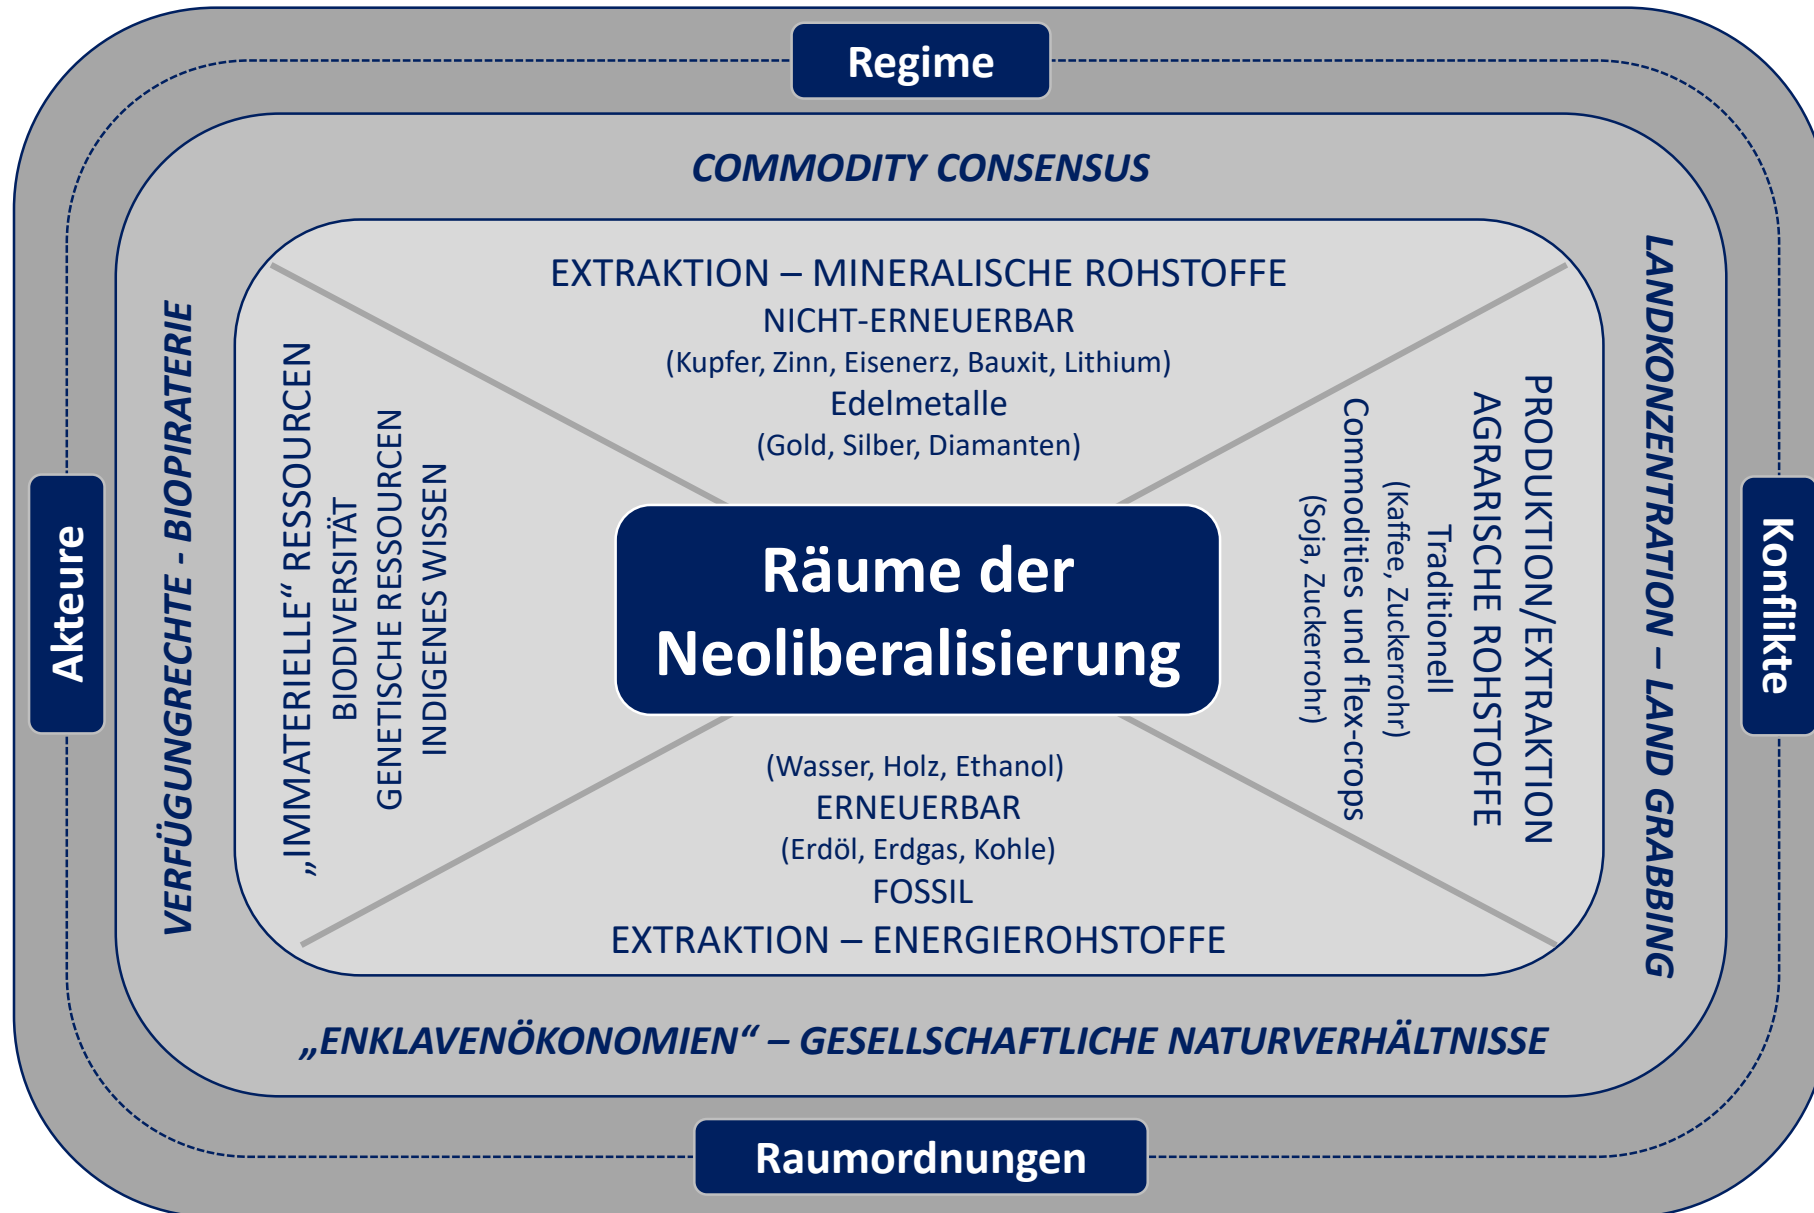 Regime
COMMODITY CONSENSUS
EXTRAKTION – MINERALISCHE ROHSTOFFE
NICHT-ERNEUERBAR
(Kupfer, Zinn, Eisenerz, Bauxit, Lithium)
Edelmetalle
(Gold, Silber, Diamanten)
Akteure
VERFÜGUNGRECHTE - BIOPIRATERIE
„IMMATERIELLE“ RESSOURCEN
BIODIVERSITÄT
GENETISCHE RESSOURCEN
INDIGENES WISSEN
Räume der
Neoliberalisierung
PRODUKTION/EXTRAKTION
AGRARISCHE ROHSTOFFE
Traditionell
(Kaffee, Zuckerrohr)
Commodities und flex-crops
(Soja, Zuckerrohr)
LANDKONZENTRATION – LAND GRABBING
Konflikte
(Wasser, Holz, Ethanol)
ERNEUERBAR
(Erdöl, Erdgas, Kohle)
FOSSIL
EXTRAKTION – ENERGIEROHSTOFFE
„ENKLAVENÖKONOMIEN“ – GESELLSCHAFTLICHE NATURVERHÄLTNISSE
Raumordnungen